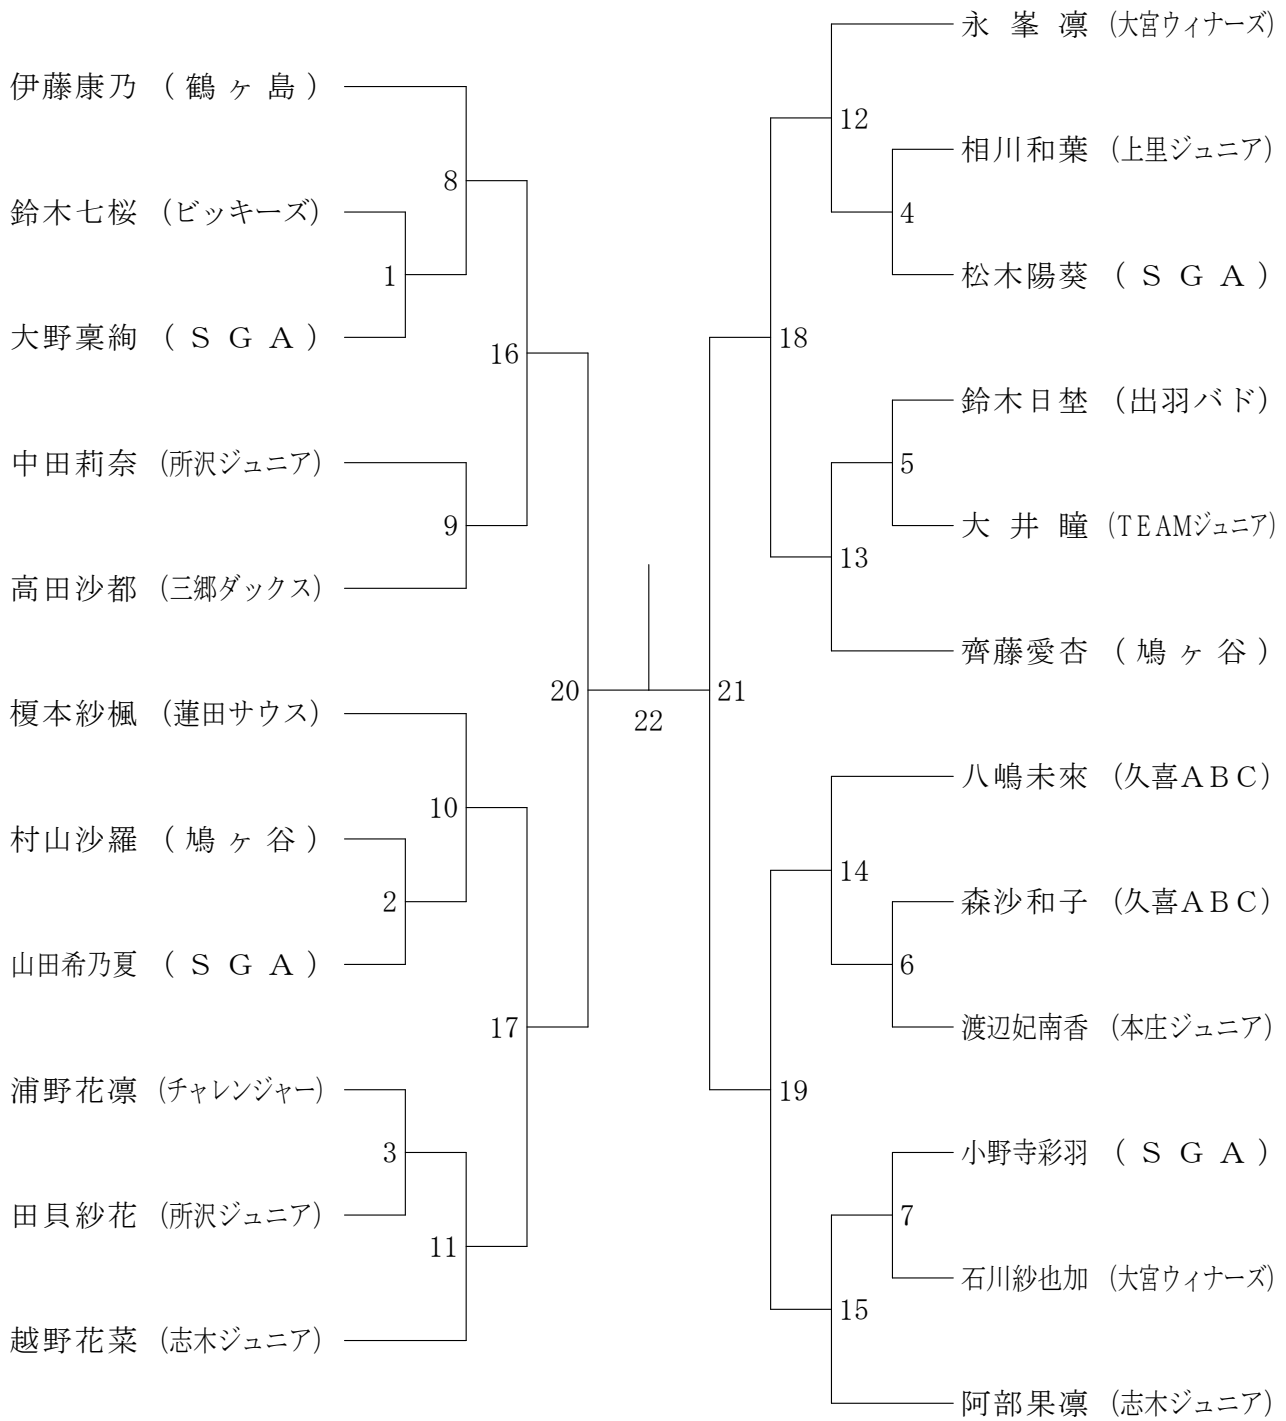 伊藤康乃 (鶴ヶ島)
8
鈴木七桜 (ビッキーズ)
1
大野稟絢 (SGA)
16
中田莉奈 (所沢ジュニア)
9
高田沙都 (三郷ダックス)
20
榎本紗楓 (蓮田サウス)
10
村山沙羅 (鳩ヶ谷)
2
山田希乃夏 (SGA)
17
浦野花凛 (チャレンジャー)
3
田貝紗花 (所沢ジュニア)
11
越野花菜 (志木ジュニア)
22
永峯凛 (大宮ウィナーズ)
12
相川和葉 (上里ジュニア)
4
松木陽葵 (SGA)
18
鈴木日埜 (出羽バド)
5
大井瞳 (TEAMジュニア)
13
齊藤愛杏 (鳩ヶ谷)
21
八嶋未來 (久喜ABC)
14
森沙和子 (久喜ABC)
6
渡辺妃南香 (本庄ジュニア)
19
小野寺彩羽 (SGA)
7
石川紗也加 (大宮ウィナーズ)
15
阿部果凛 (志木ジュニア)